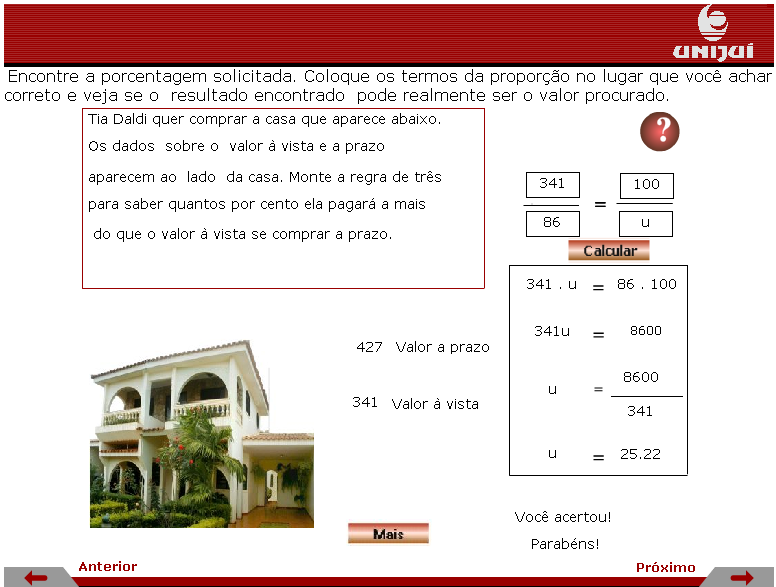 UNIJUÍ
Encontre a porcentagem solicitada. Coloque os termos da proporção no lugar que você achar
correto e veja se o resultado encontrado pode realmente ser o valor procurado.
Tia Daldi quer comprar a casa que aparece abaixo.
Os dados sobre o valor à vista e a prazo
aparecem ao lado da casa. Monte a regra de três
para saber quantos por cento ela pagará a mais
do que o valor à vista se comprar a prazo.
?
341 = 100
86 u
Calcular
341 . u = 86 . 100
341u = 8600
u = 8600
341
u = 25.22
427 Valor a prazo
341 Valor à vista
Mais
Você acertou!
Parabéns!
Anterior
Próximo